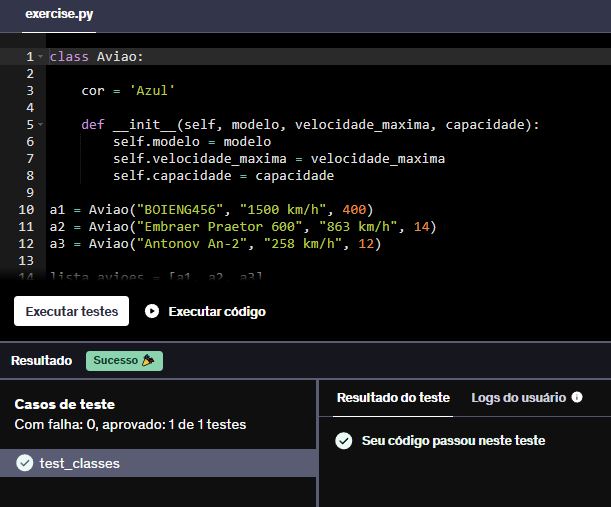 exercise.py
1 class Aviao:
2
3     cor = 'Azul'
4
5     def __init__(self, modelo, velocidade_maxima, capacidade):
6         self.modelo = modelo
7         self.velocidade_maxima = velocidade_maxima
8         self.capacidade = capacidade
9
10 a1 = Aviao("BOIENG456", "1500 km/h", 400)
11 a2 = Aviao("Embraer Praetor 600", "863 km/h", 14)
12 a3 = Aviao("Antonov An-2", "258 km/h", 12)
13
14 lista_avioes = [a1, a2, a3]
Executar testes Executar código
Resultado Sucesso
Casos de teste
Com falha: 0, aprovado: 1 de 1 testes
test_classes
Resultado do teste Logs do usuário
Seu código passou neste teste